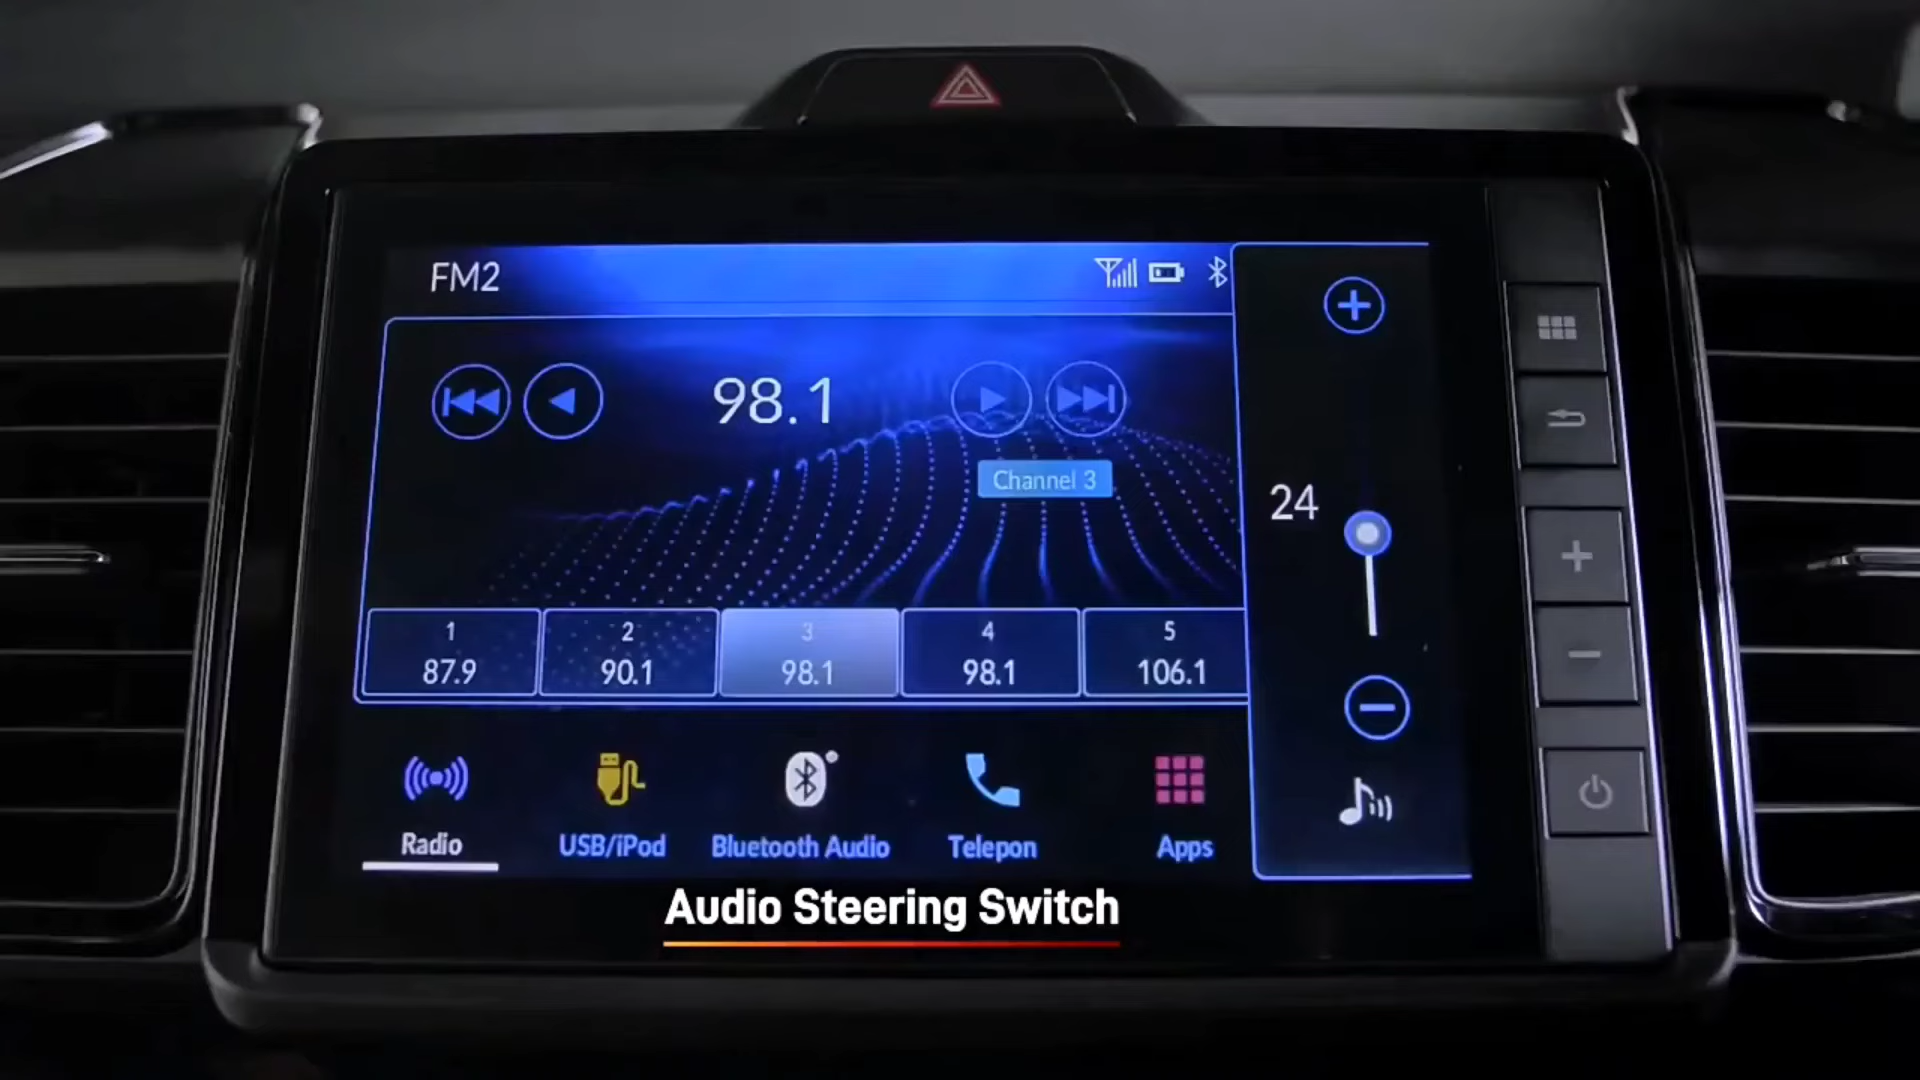 FM2
98.1
Channel 3
24
1 2 3 4 5
87.9 90.1 98.1 98.1 106.1
Radio USB/iPod Bluetooth Audio Telepon Apps
Audio Steering Switch